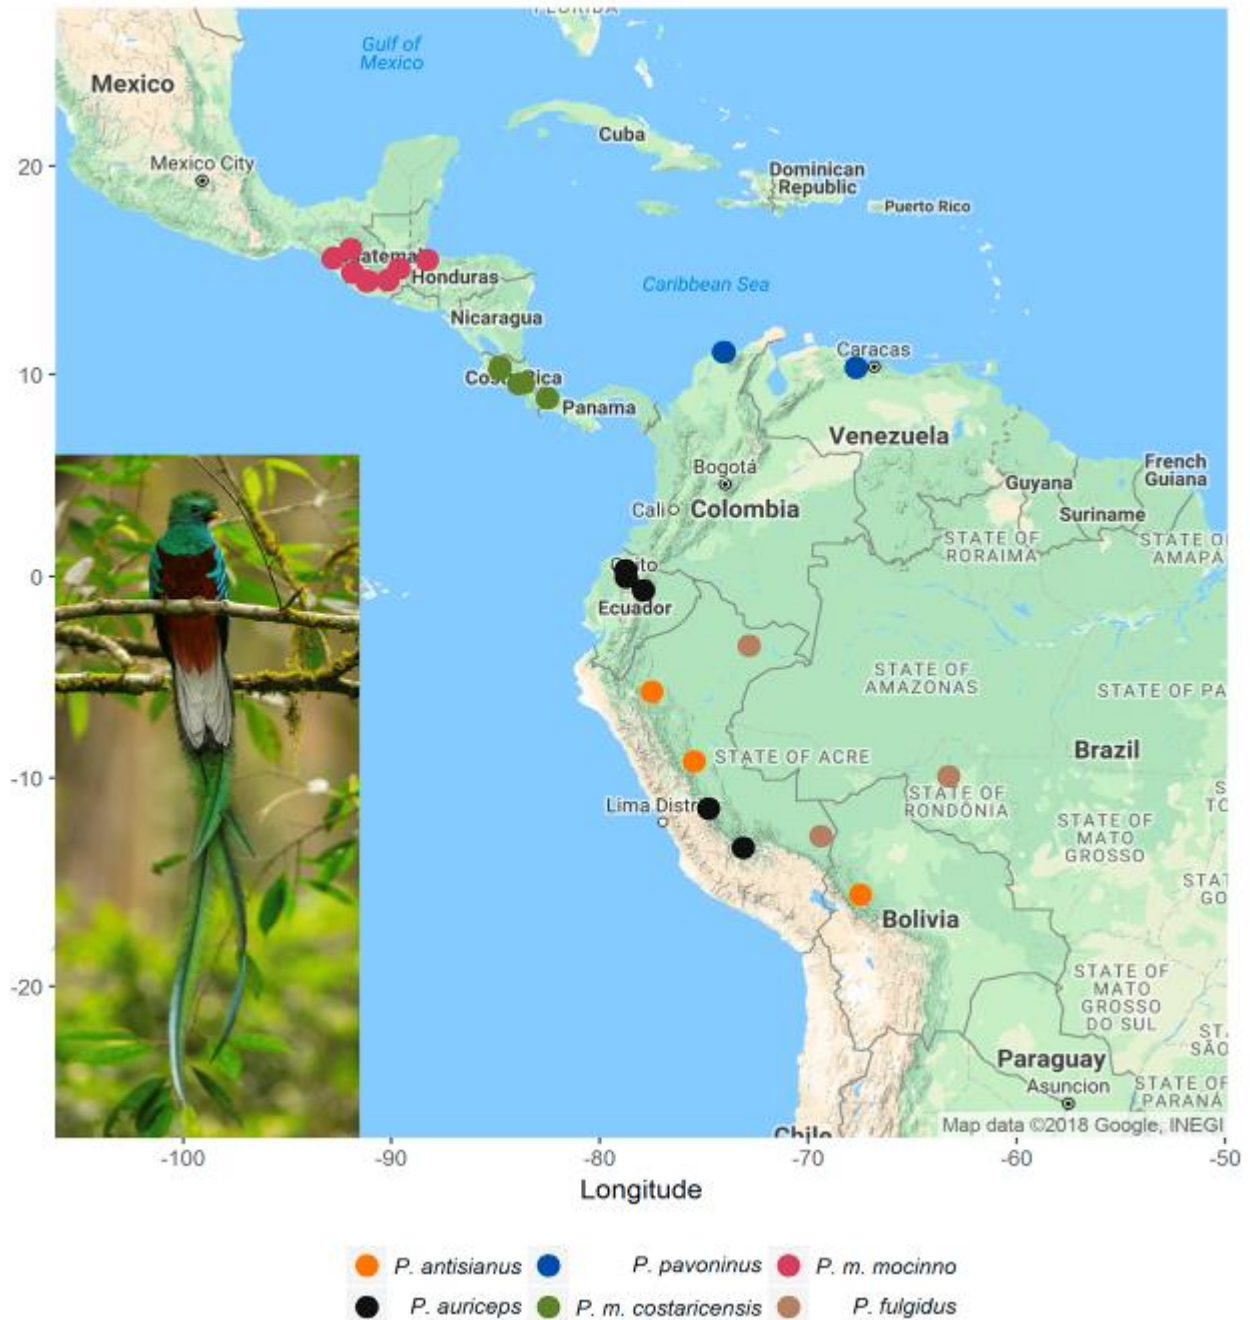 FLORIDA
Gulf of
Mexico
Mexico
20
Mexico City
Cuba
Dominican
Republic
Puerto Rico
Honduras
Caribbean Sea
Nicaragua
Caracas
10
Panama
Venezuela
Bogotá
French
Guiana
Guyana
Cali
Colombia
Suriname
STATE OF
RORAIMA
STATE O
AMAPÁ
0
Ecuador
STATE OF
AMAZONAS
STATE OF PA
STATE OF ACRE
Brazil
-10
STATE OF
RONDÔNIA
Lima Distr
STATE OF
MATO
GROSSO
STAT
GO
Bolivia
STATE OF
MATO
GROSSO
DO SUL
-20
STA
SÃO
Paraguay
Asuncion
STATE OF
PARANÁ
Map data ©2018 Google, INEGI
Chile
-100
-90
-80
-70
-60
-50
Longitude
P. antisianus
P. pavoninus
P. m. mocinno
P. auriceps
P. m. costaricensis
P. fulgidus